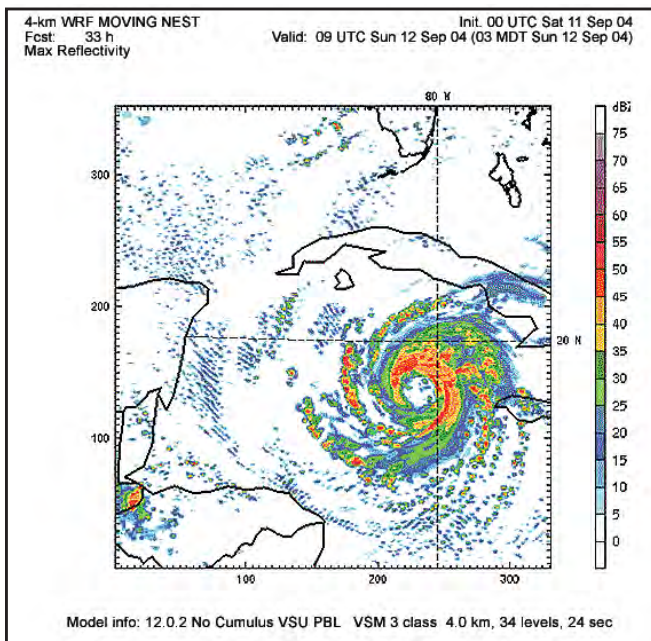 4-km WRF MOVING NEST Init. 00 UTC Sat 11 Sep 04
Fcst: 33 h Valid: 09 UTC Sun 12 Sep 04 (03 MDT Sun 12 Sep 04)
Max Reflectivity
80 W
dBz
75
70
65
300
60
55
50
45
200
40
20 N
35
30
25
20
100
15
10
5
0
100 200 300
Model info: 12.0.2 No Cumulus VSU PBL VSM 3 class 4.0 km, 34 levels, 24 sec